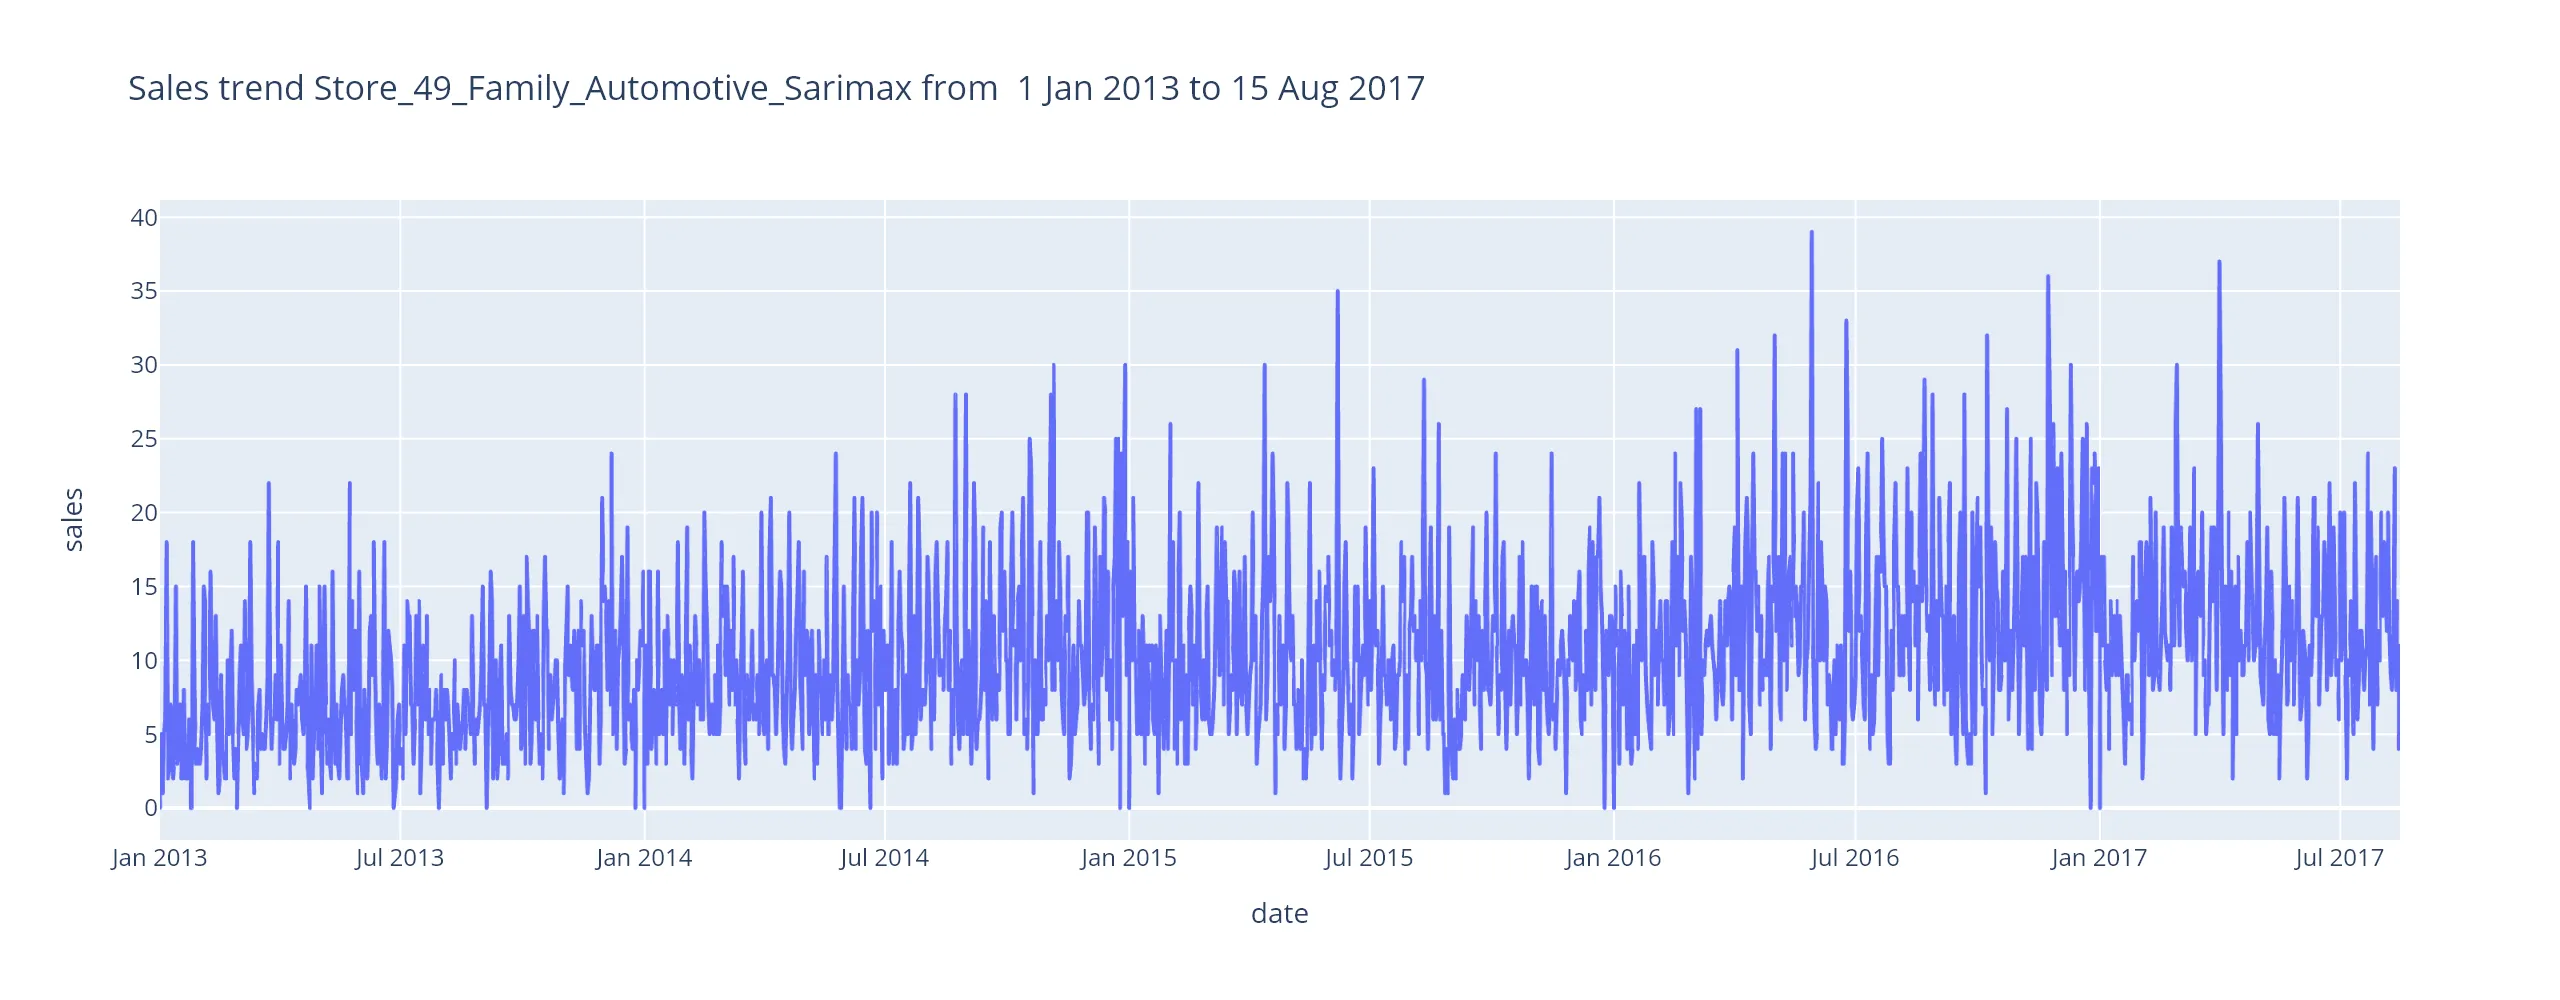 Sales trend Store_49_Family_Automotive_Sarimax from  1 Jan 2013 to 15 Aug 2017
40
35
30
25
20
15
10
5
0
sales
Jan 2013 Jul 2013 Jan 2014 Jul 2014 Jan 2015 Jul 2015 Jan 2016 Jul 2016 Jan 2017 Jul 2017
date